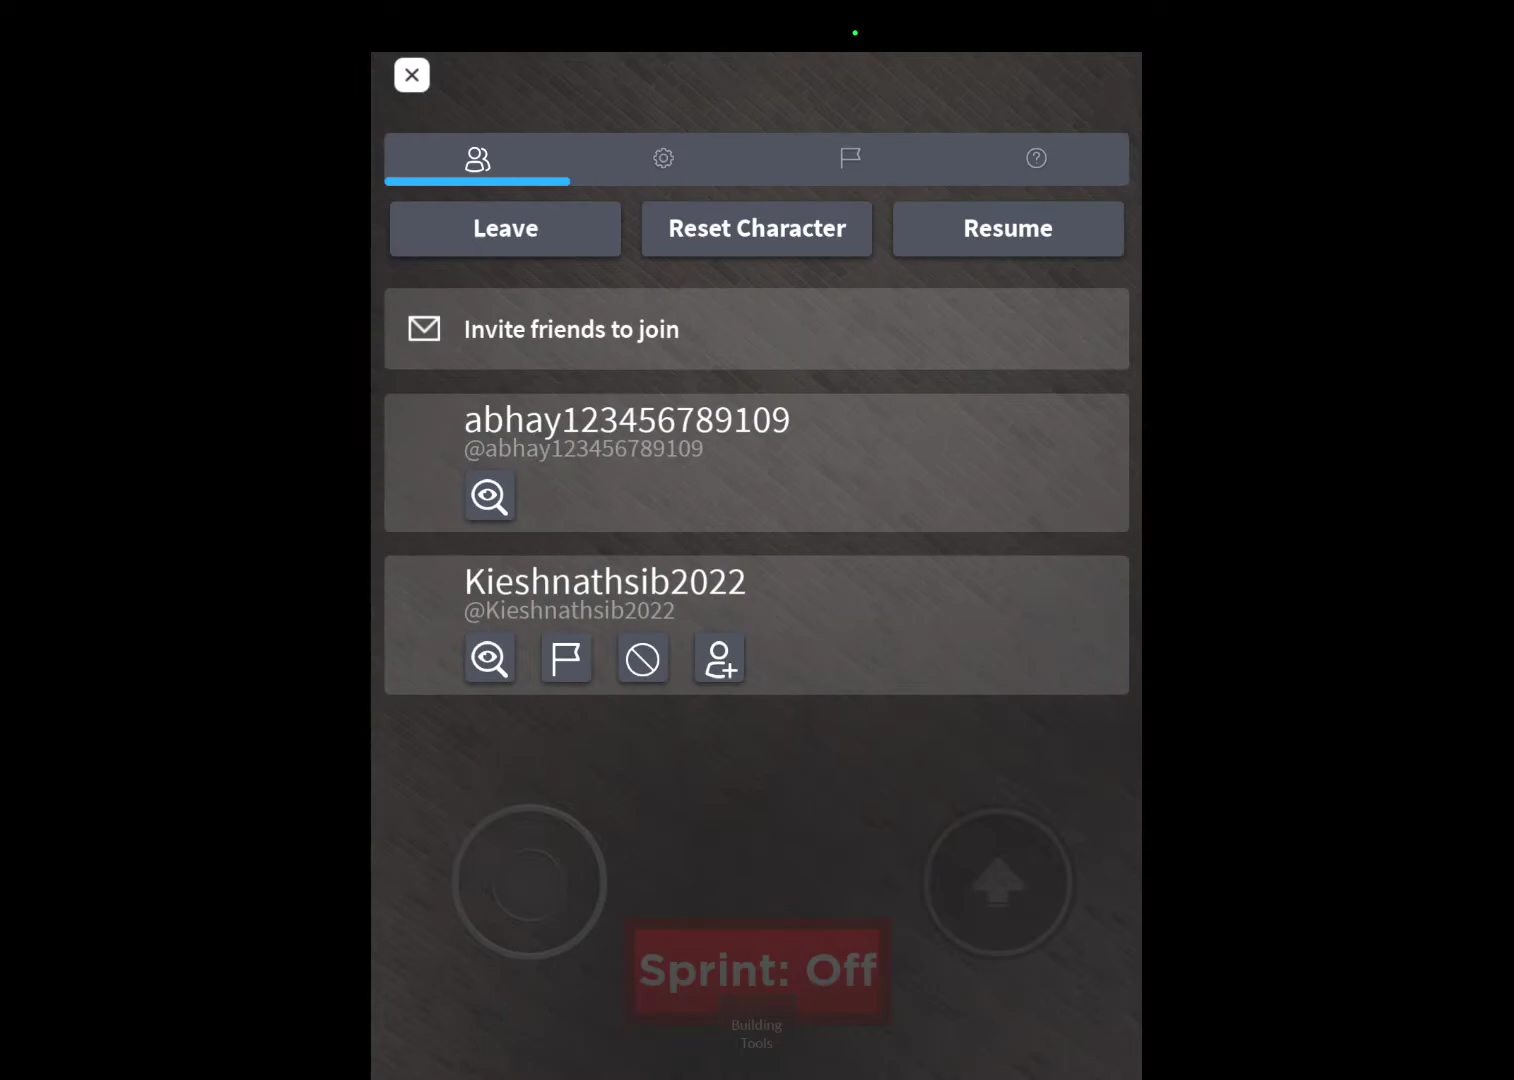 Leave
Reset Character
Resume
Invite friends to join
abhay123456789109
@abhay123456789109
Kieshnathsib2022
@Kieshnathsib2022
Sprint: Off
Building
Tools